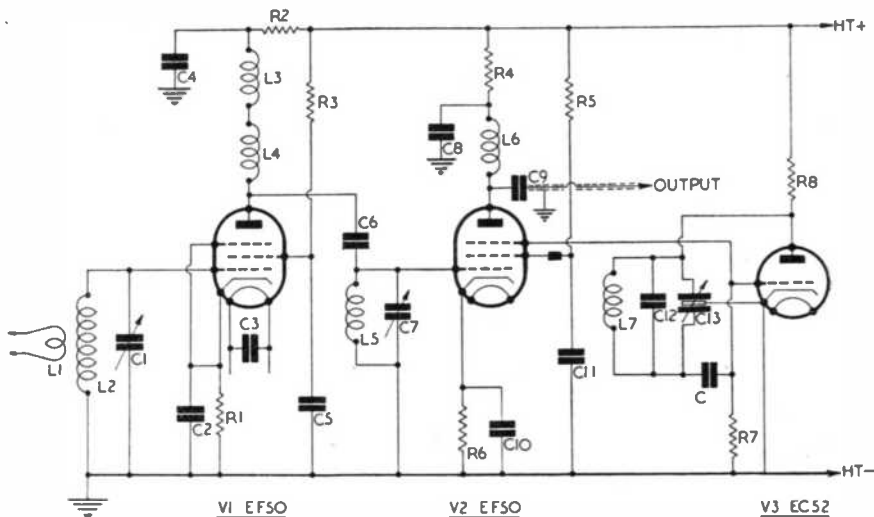 R2
HT+
C4
L3
R3
R4
R5
L4
C8
L6
R8
C9
OUTPUT
C6
L1
L2
C1
C3
L5
C7
L7
C12
C13
C2
R1
C5
R6
C10
C11
C
R7
HT-
V1 EF50
V2 EF50
V3 EC52